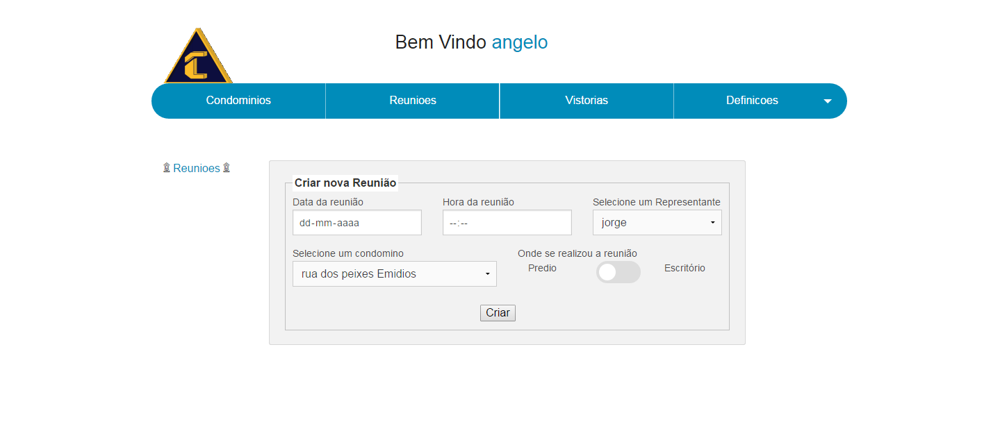 Bem Vindo angelo
Condominios Reunioes Vistorias Definicoes
Reunioes
Criar nova Reunião
Data da reunião Hora da reunião Selecione um Representante
dd-mm-aaaa --:-- jorge
Selecione um condomino Onde se realizou a reunião
Predio Escritório
rua dos peixes Emidios
Criar